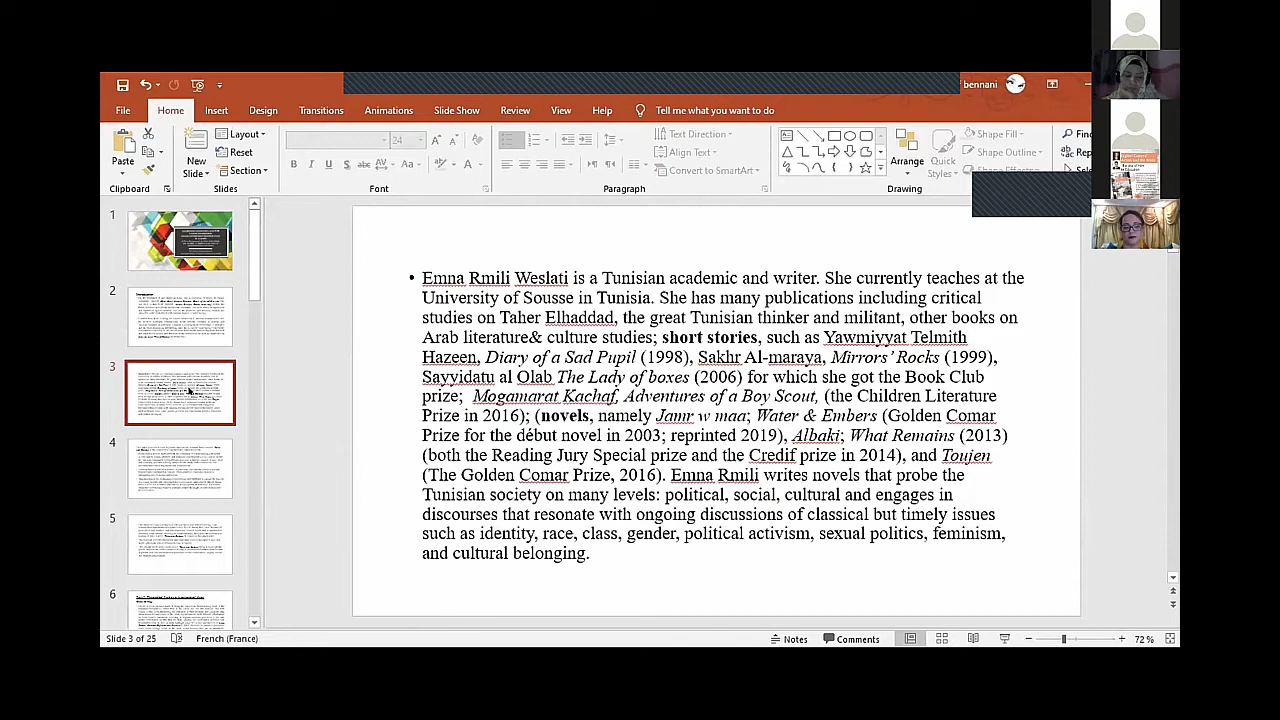 bennani
File Home Insert Design Transitions Animations Slide Show Review View Help Tell me what you want to do
Paste
New Slide
Layout
Reset
Section
24
Text Direction
Align Text
Convert to SmartArt
Arrange
Quick Styles
Shape Fill
Shape Outline
Clipboard Slides Font Paragraph Drawing
1
2
3
4
5
6
• Emna Rmili Weslati is a Tunisian academic and writer. She currently teaches at the
University of Sousse in Tunisia. She has many publications including critical
studies on Taher Elhaddad the great Tunisian thinker and militant; other books on
Arab literature& culture studies; short stories, such as Yawmiyyat Telmith
Hazeen, Diary of a Sad Pupil (1998), Sakhr Al-maraya, Mirrors' Rocks (1999),
Sayyidatu al Olab The Lady of boxes (2006) for which she got the Book Club
prize; Mogamarat Kachaf, Adventures of a Boy Scout, (the Children Literature
Prize in 2016); (novels, namely Jamr w maa; Water & Embers (Golden Comar
Prize for the début novel in 2003; reprinted 2019), Albaki; What Remains (2013)
(both the Reading Jury Special prize and the Credif prize in 2014), and Toujen
(The Golden Comar Prize, 2016). Emna Rmili writes novels that probe the
Tunisian society on many levels: political, social, cultural and engages in
discourses that resonate with ongoing discussions of classical but timely issues
such as identity, race, class, gender, political activism, sexual politics, feminism,
and cultural belonging.
Slide 3 of 25 French (France) Notes Comments 72 %